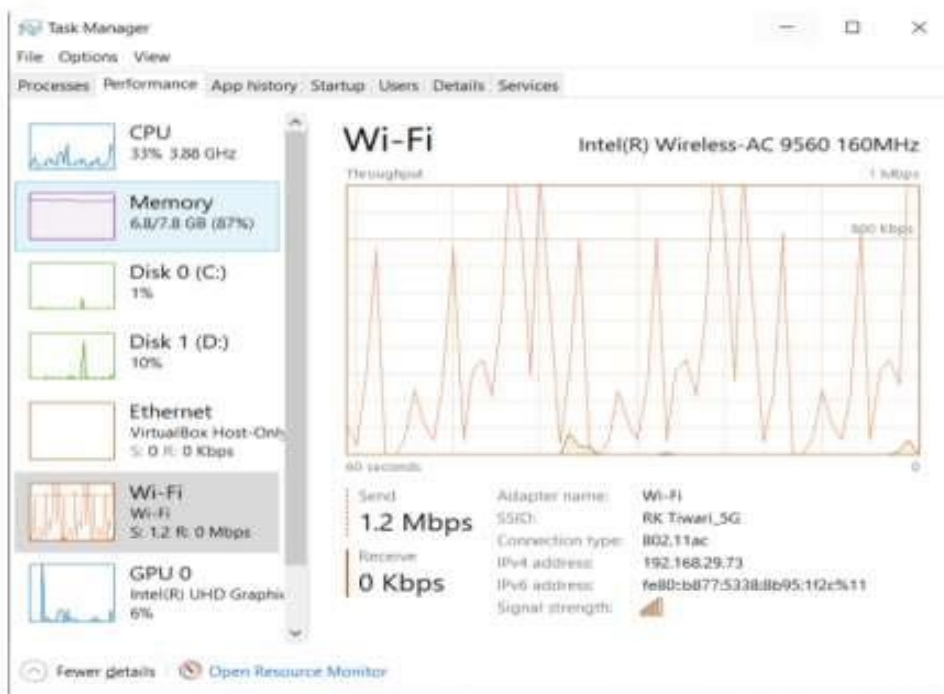 Task Manager
File Options View
Processes Performance App history Startup Users Details Services
CPU
33% 3.88 GHz
Memory
6.8/7.8 GB (87%)
Disk 0 (C:)
1%
Disk 1 (D:)
10%
Ethernet
VirtualBox Host-Only
S: 0 R: 0 Kbps
Wi-Fi
Wi-Fi
S: 1.2 R: 0 Mbps
GPU 0
Intel(R) UHD Graphic
6%
Wi-Fi Intel(R) Wireless-AC 9560 160MHz
Throughput 1 Mbps
800 Kbps
60 seconds 0
Send
1.2 Mbps
Receive
0 Kbps
Adapter name: Wi-Fi
SSID: RK Tiwari_5G
Connection type: 802.11ac
IPv4 address: 192.168.29.73
IPv6 address: fe80::b877:5338:8b95:1f2c%11
Signal strength:
Fewer details Open Resource Monitor